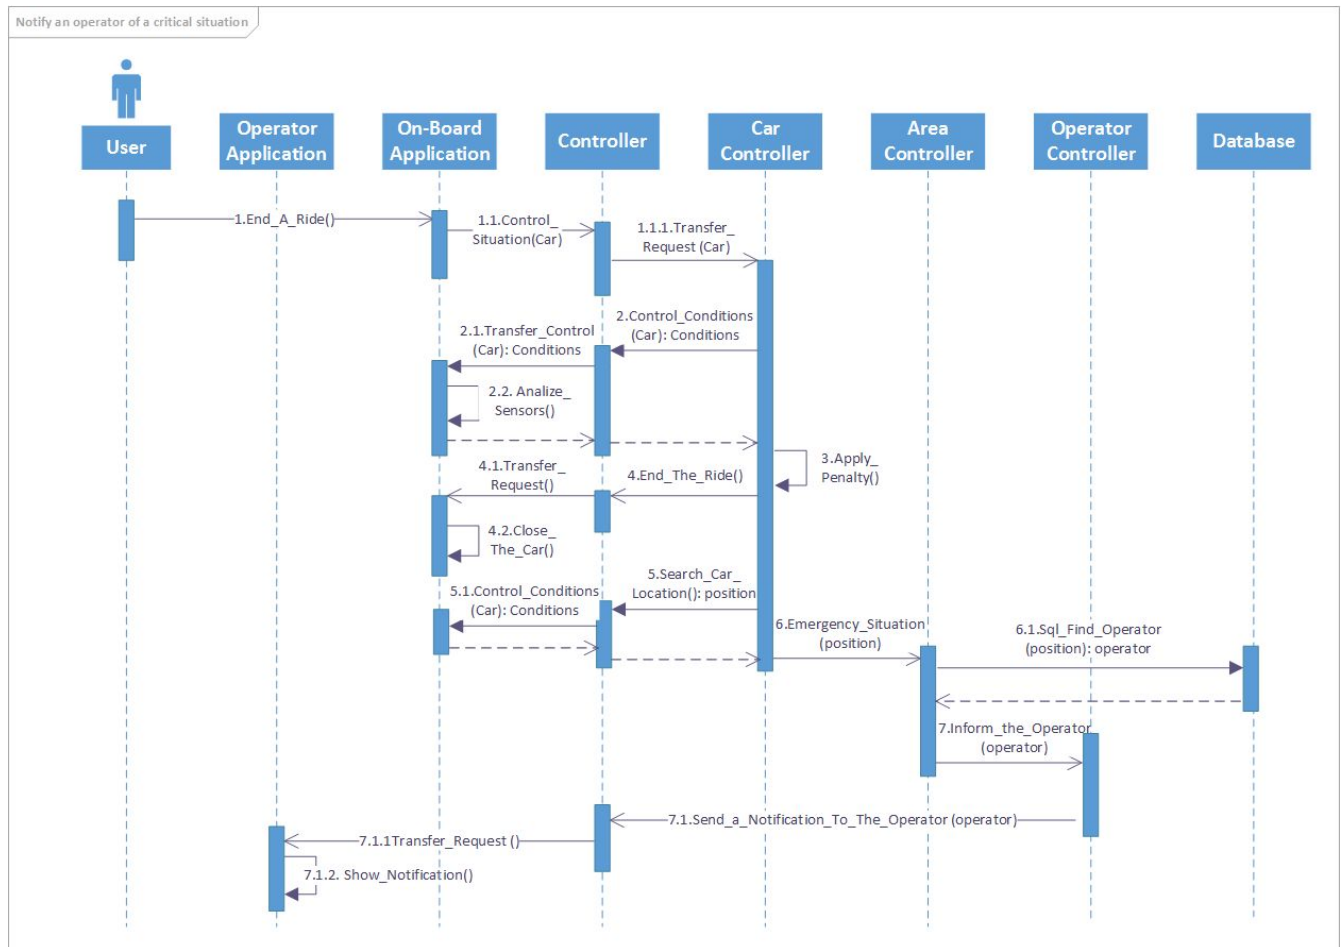 Notify an operator of a critical situation
User
Operator
Application
On-Board
Application
Controller
Car
Controller
Area
Controller
Operator
Controller
Database
1.End_A_Ride()
1.1.Control_
Situation(Car)
1.1.1.Transfer_
Request (Car)
2.Control_Conditions
(Car): Conditions
2.1.Transfer_Control
(Car): Conditions
2.2. Analize_
Sensors()
3.Apply_
Penalty()
4.End_The_Ride()
4.1.Transfer_
Request()
4.2.Close_
The_Car()
5.Search_Car_
Location(): position
5.1.Control_Conditions
(Car): Conditions
6.Emergency_Situation
(position)
6.1.Sql_Find_Operator
(position): operator
7.Inform_the_Operator
(operator)
7.1.Send_a_Notification_To_The_Operator (operator)
7.1.1Transfer_Request ()
7.1.2. Show_Notification()